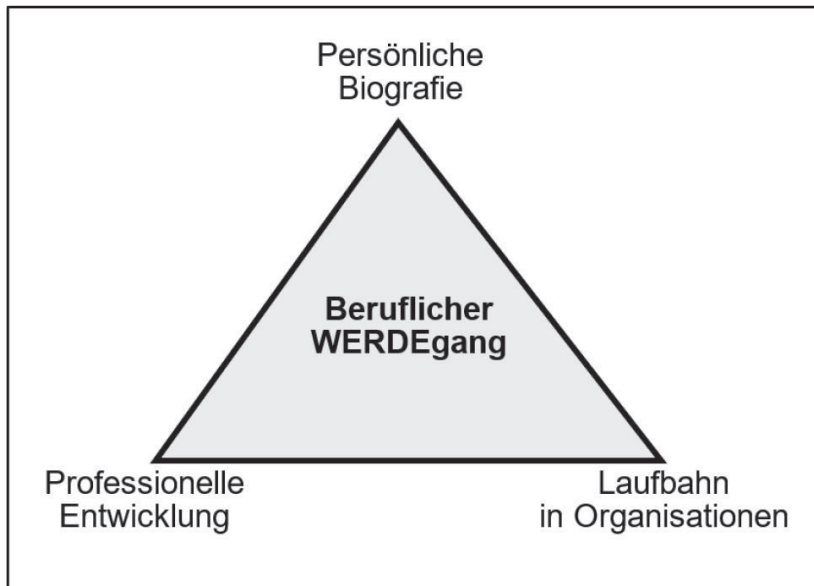 Persönliche
Biografie
Beruflicher
WERDEgang
Professionelle
Entwicklung
Laufbahn
in Organisationen